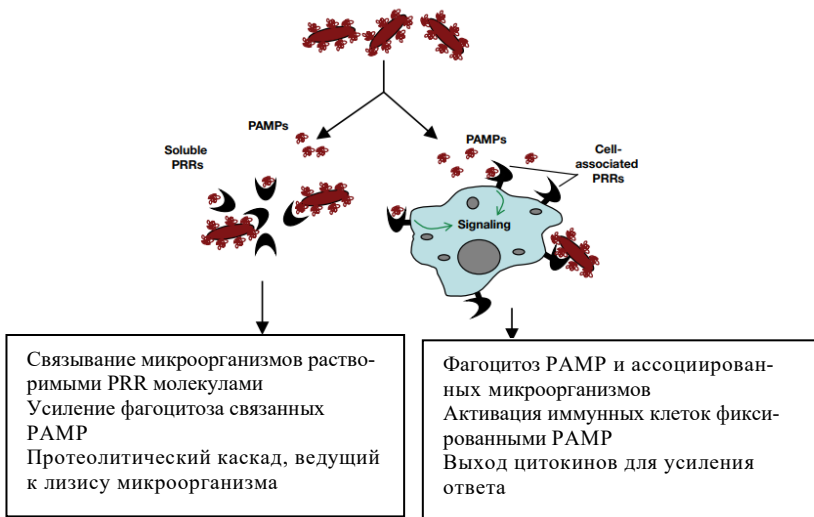 PAMPs
Soluble
PRRs
PAMPs
Cell-
associated
PRRs
Signaling
Связывание микроорганизмов раство-
римыми PRR молекулами
Усиление фагоцитоза связанных
PAMP
Протеолитический каскад, ведущий
к лизису микроорганизма
Фагоцитоз PAMP и ассоциирован-
ных микроорганизмов
Активация иммунных клеток фикси-
рованными PAMP
Выход цитокинов для усиления
ответа